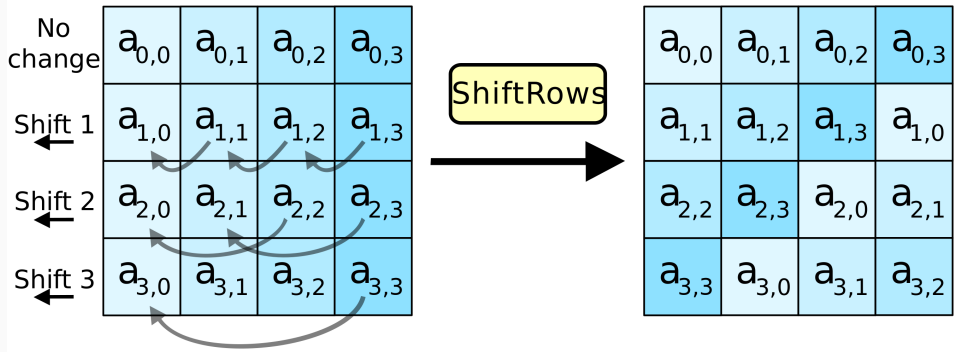 No
change
a0,0 a0,1 a0,2 a0,3
Shift 1
a1,0 a1,1 a1,2 a1,3
Shift 2
a2,0 a2,1 a2,2 a2,3
Shift 3
a3,0 a3,1 a3,2 a3,3
ShiftRows
a0,0 a0,1 a0,2 a0,3
a1,1 a1,2 a1,3 a1,0
a2,2 a2,3 a2,0 a2,1
a3,3 a3,0 a3,1 a3,2